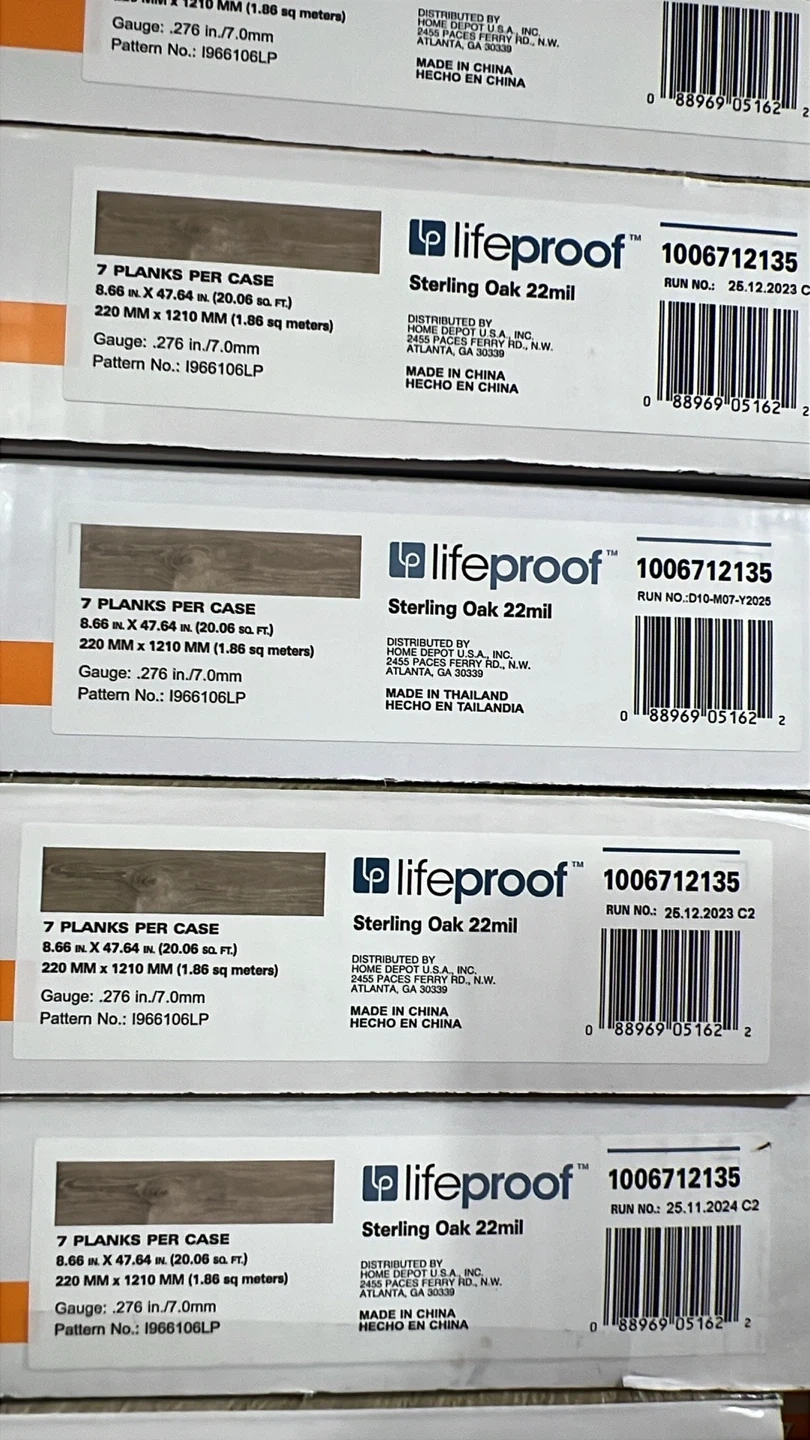 MM x 1210 MM (1.86 sq meters)
Gauge: .276 in./7.0mm
Pattern No.: I966106LP
DISTRIBUTED BY
HOME DEPOT U.S.A., INC.
2455 PACES FERRY RD., N.W.
ATLANTA, GA 30339
MADE IN CHINA
HECHO EN CHINA
0 88969 05162 2
7 PLANKS PER CASE
8.66 IN. X 47.64 IN. (20.06 SQ. FT.)
220 MM x 1210 MM (1.86 sq meters)
Gauge: .276 in./7.0mm
Pattern No.: I966106LP
lifeproof™
Sterling Oak 22mil
DISTRIBUTED BY
HOME DEPOT U.S.A., INC.
2455 PACES FERRY RD., N.W.
ATLANTA, GA 30339
MADE IN CHINA
HECHO EN CHINA
1006712135
RUN NO.: 25.12.2023 C
0 88969 05162 2
7 PLANKS PER CASE
8.66 IN. X 47.64 IN. (20.06 SQ. FT.)
220 MM x 1210 MM (1.86 sq meters)
Gauge: .276 in./7.0mm
Pattern No.: I966106LP
lifeproof™
Sterling Oak 22mil
DISTRIBUTED BY
HOME DEPOT U.S.A., INC.
2455 PACES FERRY RD., N.W.
ATLANTA, GA 30339
MADE IN THAILAND
HECHO EN TAILANDIA
1006712135
RUN NO.:D10-M07-Y2025
0 88969 05162 2
7 PLANKS PER CASE
8.66 IN. X 47.64 IN. (20.06 SQ. FT.)
220 MM x 1210 MM (1.86 sq meters)
Gauge: .276 in./7.0mm
Pattern No.: I966106LP
lifeproof™
Sterling Oak 22mil
DISTRIBUTED BY
HOME DEPOT U.S.A., INC.
2455 PACES FERRY RD., N.W.
ATLANTA, GA 30339
MADE IN CHINA
HECHO EN CHINA
1006712135
RUN NO.: 25.12.2023 C2
0 88969 05162 2
7 PLANKS PER CASE
8.66 IN. X 47.64 IN. (20.06 SQ. FT.)
220 MM x 1210 MM (1.86 sq meters)
Gauge: .276 in./7.0mm
Pattern No.: I966106LP
lifeproof™
Sterling Oak 22mil
DISTRIBUTED BY
HOME DEPOT U.S.A., INC.
2455 PACES FERRY RD., N.W.
ATLANTA, GA 30339
MADE IN CHINA
HECHO EN CHINA
1006712135
RUN NO.: 25.11.2024 C2
0 88969 05162 2